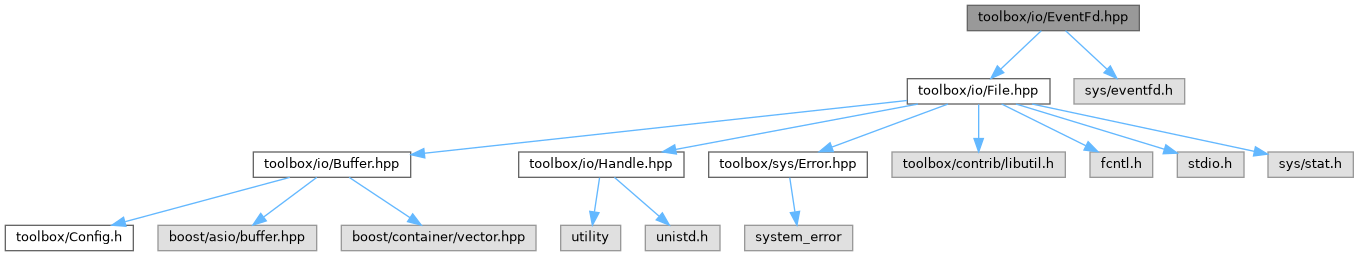 toolbox/io/EventFd.hpp
toolbox/io/File.hpp
sys/eventfd.h
toolbox/io/Buffer.hpp
toolbox/io/Handle.hpp
toolbox/sys/Error.hpp
toolbox/contrib/libutil.h
fcntl.h
stdio.h
sys/stat.h
toolbox/Config.h
boost/asio/buffer.hpp
boost/container/vector.hpp
utility
unistd.h
system_error